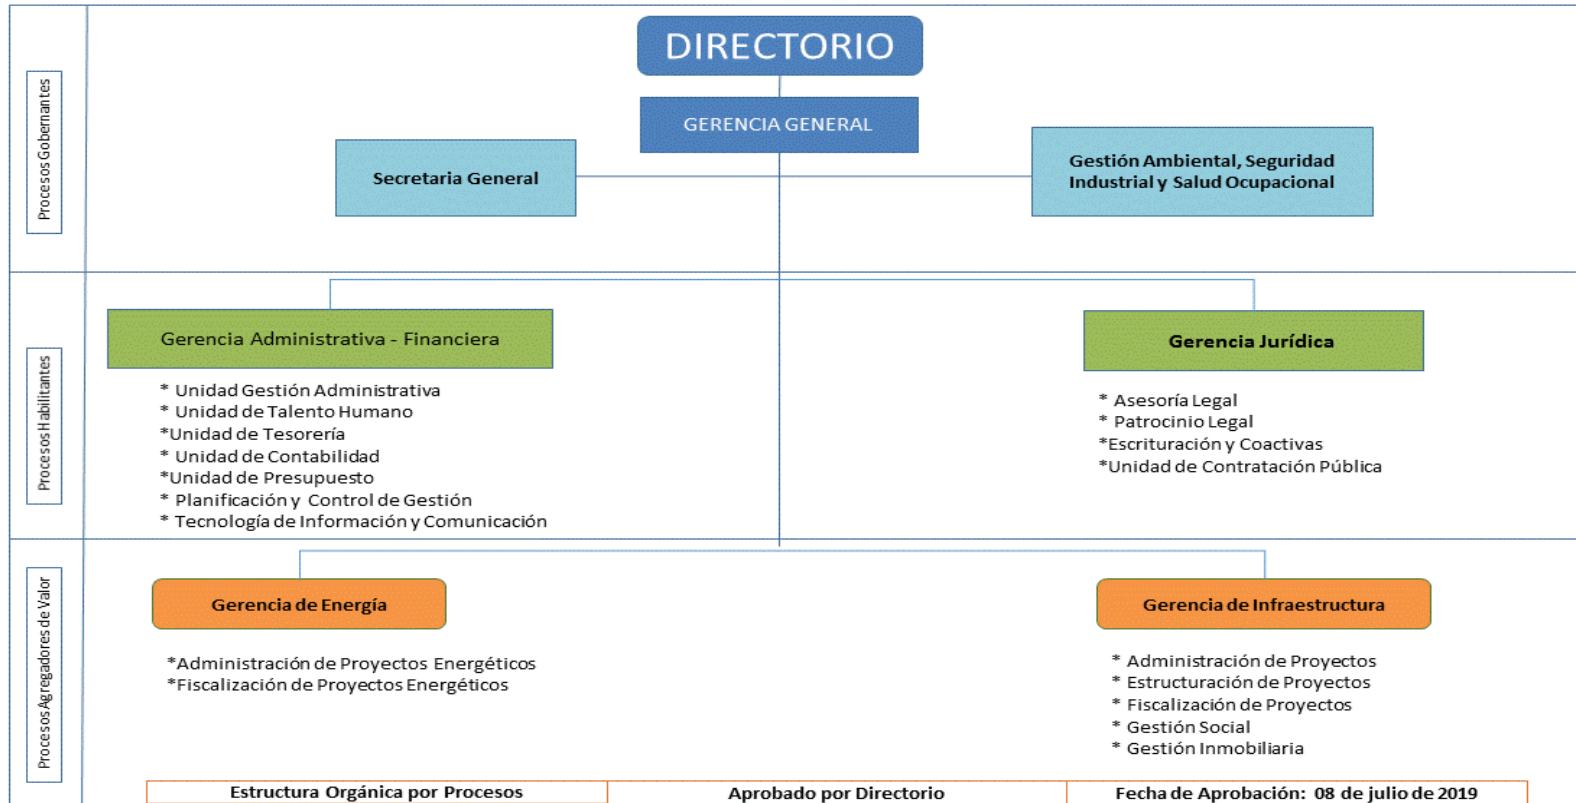 DIRECTORIO
GERENCIA GENERAL
Procesos Gobernantes
Secretaria General
Gestión Ambiental, Seguridad
Industrial y Salud Ocupacional
Procesos Habilitantes
Gerencia Administrativa - Financiera
* Unidad Gestión Administrativa
* Unidad de Talento Humano
*Unidad de Tesorería
* Unidad de Contabilidad
*Unidad de Presupuesto
* Planificación y Control de Gestión
* Tecnología de Información y Comunicación
Gerencia Jurídica
* Asesoría Legal
* Patrocinio Legal
*Escrituración y Coactivas
*Unidad de Contratación Pública
Procesos Agregadores de Valor
Gerencia de Energía
*Administración de Proyectos Energéticos
*Fiscalización de Proyectos Energéticos
Gerencia de Infraestructura
* Administración de Proyectos
* Estructuración de Proyectos
* Fiscalización de Proyectos
* Gestión Social
* Gestión Inmobiliaria
Estructura Orgánica por Procesos
Aprobado por Directorio
Fecha de Aprobación: 08 de julio de 2019